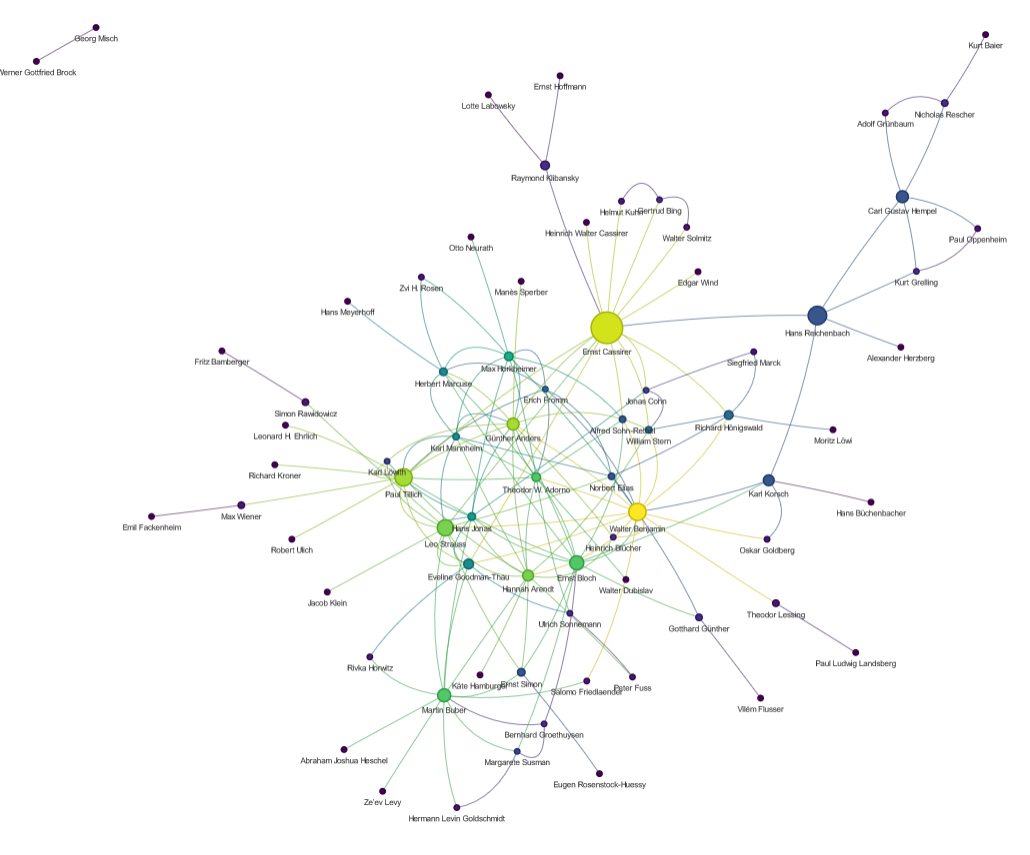 Georg Misch
Kurt Baier
Werner Gottfried Brock
Ernst Hoffmann
Lotte Labowsky
Nicholas Rescher
Adolf Grünbaum
Raymond Klibansky
Helmut Kuhn
Gertrud Bing
Carl Gustav Hempel
Heinrich Walter Cassirer
Walter Solmitz
Paul Oppenheim
Otto Neurath
Edgar Wind
Kurt Grelling
Zvi H. Rosen
Manès Sperber
Hans Meyerhoff
Hans Reichenbach
Ernst Cassirer
Alexander Herzberg
Fritz Bamberger
Siegfried Marck
Max Horkheimer
Herbert Marcuse
Erich Fromm
Jonas Cohn
Simon Rawidowicz
Richard Hönigswald
Alfred Sohn-Rethel
Leonard H. Ehrlich
Günther Anders
William Stern
Moritz Löwi
Karl Mannheim
Karl Löwith
Richard Kroner
Norbert Elias
Theodor W. Adorno
Paul Tillich
Karl Korsch
Hans Büchenbacher
Max Wiener
Emil Fackenheim
Hans Jonas
Walter Benjamin
Leo Strauss
Heinrich Blücher
Robert Ulich
Oskar Goldberg
Eveline Goodman-Thau
Ernst Bloch
Hannah Arendt
Walter Dubislav
Jacob Klein
Theodor Lessing
Ulrich Sonnemann
Gotthard Günther
Paul Ludwig Landsberg
Rivka Horwitz
Käte Hamburger
Ernst Simon
Salomo Friedlaender
Peter Fuss
Martin Buber
Vilém Flusser
Bernhard Groethuysen
Abraham Joshua Heschel
Margarete Susman
Eugen Rosenstock-Huessy
Ze'ev Levy
Hermann Levin Goldschmidt